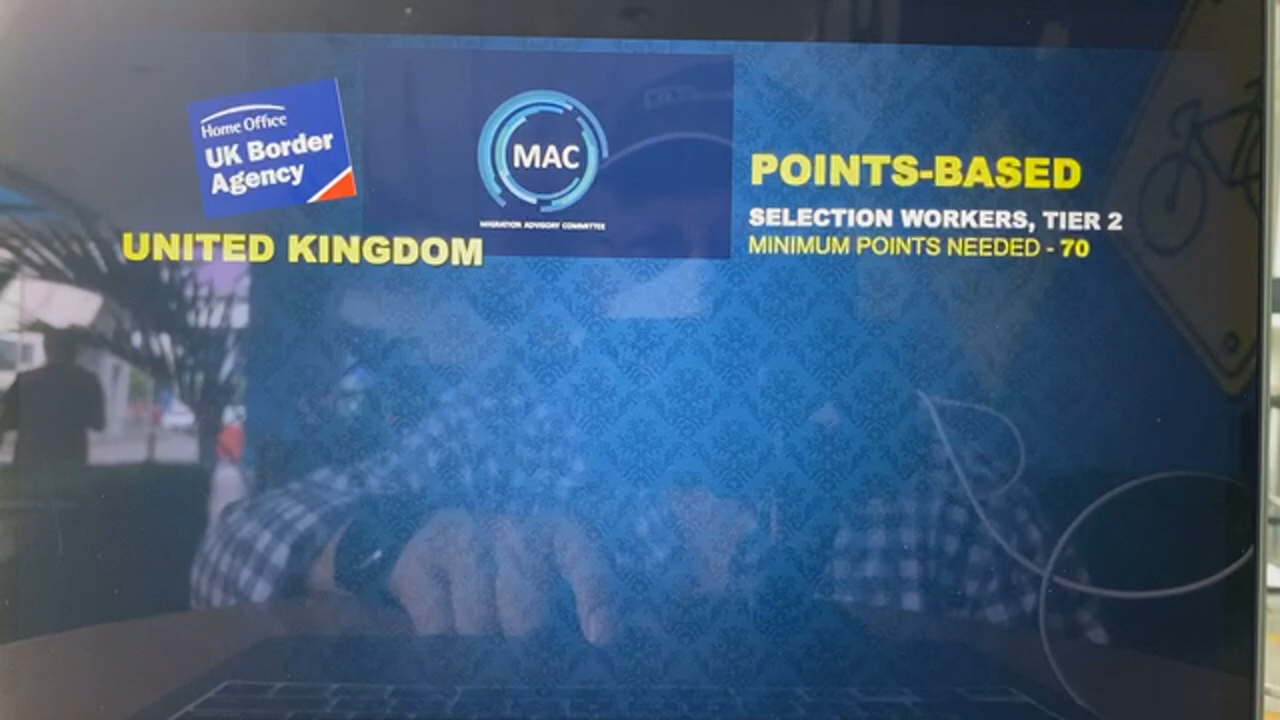 Home Office
UK Border
Agency
MAC
MIGRATION ADVISORY COMMITTEE
UNITED KINGDOM
POINTS-BASED
SELECTION WORKERS, TIER 2
MINIMUM POINTS NEEDED - 70